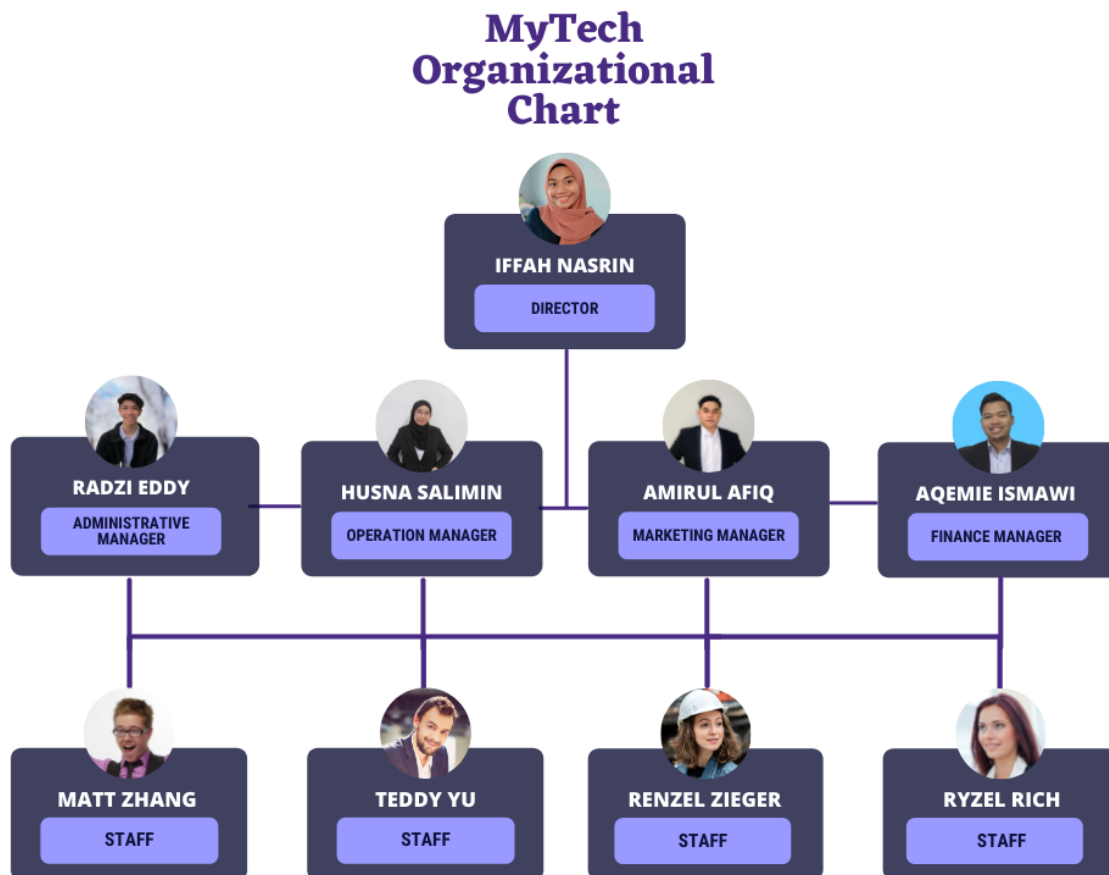 MyTech
Organizational
Chart
IFFAH NASRIN
DIRECTOR
RADZI EDDY
ADMINISTRATIVE
MANAGER
HUSNA SALIMIN
OPERATION MANAGER
AMIRUL AFIQ
MARKETING MANAGER
AQEMIE ISMAWI
FINANCE MANAGER
MATT ZHANG
STAFF
TEDDY YU
STAFF
RENZEL ZIEGER
STAFF
RYZEL RICH
STAFF